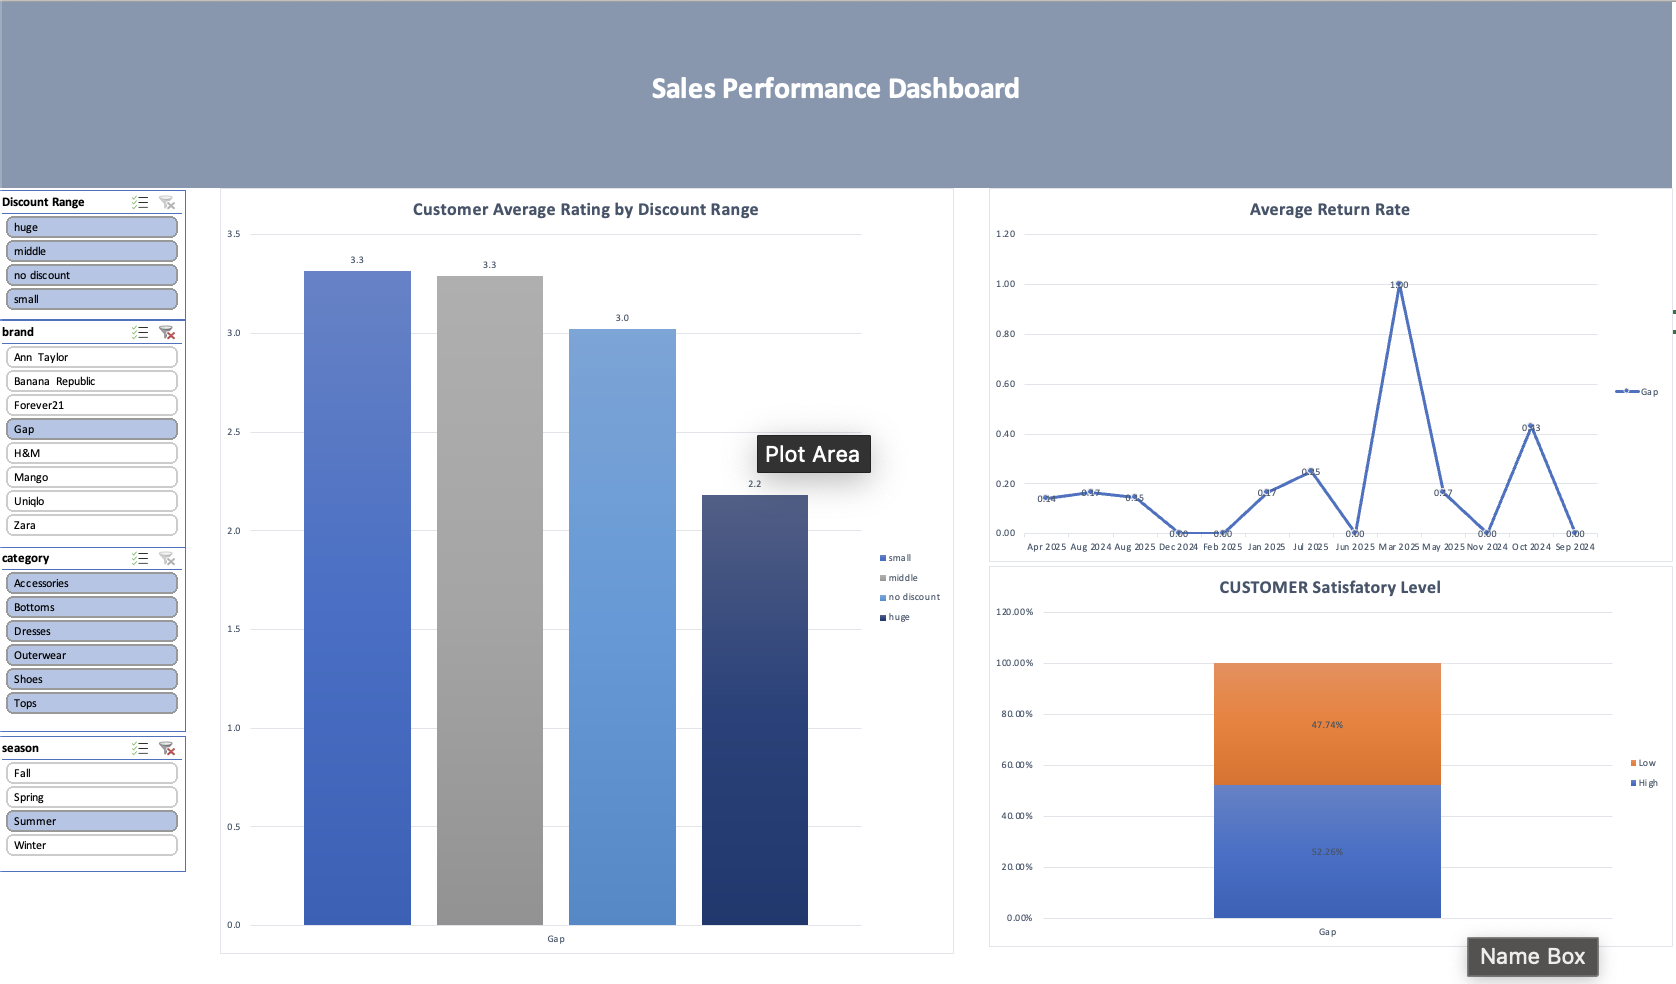 Sales Performance Dashboard
Discount Range
huge
middle
no discount
small
brand
Ann Taylor
Banana Republic
Forever21
Gap
H&M
Mango
Uniqlo
Zara
category
Accessories
Bottoms
Dresses
Outerwear
Shoes
Tops
season
Fall
Spring
Summer
Winter
Customer Average Rating by Discount Range
3.5
3.0
2.5
2.0
1.5
1.0
0.5
0.0
3.3
3.3
3.0
2.2
Gap
small
middle
no discount
huge
Plot Area
Average Return Rate
1.20
1.00
0.80
0.60
0.40
0.20
0.00
0.14
0.17
0.15
0.00
0.00
0.17
0.25
0.00
1.00
0.17
0.00
0.43
0.00
Apr 2025 Aug 2024 Aug 2025 Dec 2024 Feb 2025 Jan 2025 Jul 2025 Jun 2025 Mar 2025 May 2025 Nov 2024 Oct 2024 Sep 2024
Gap
CUSTOMER Satisfatory Level
120.00%
100.00%
80.00%
60.00%
40.00%
20.00%
0.00%
47.74%
52.26%
Gap
Low
High
Name Box